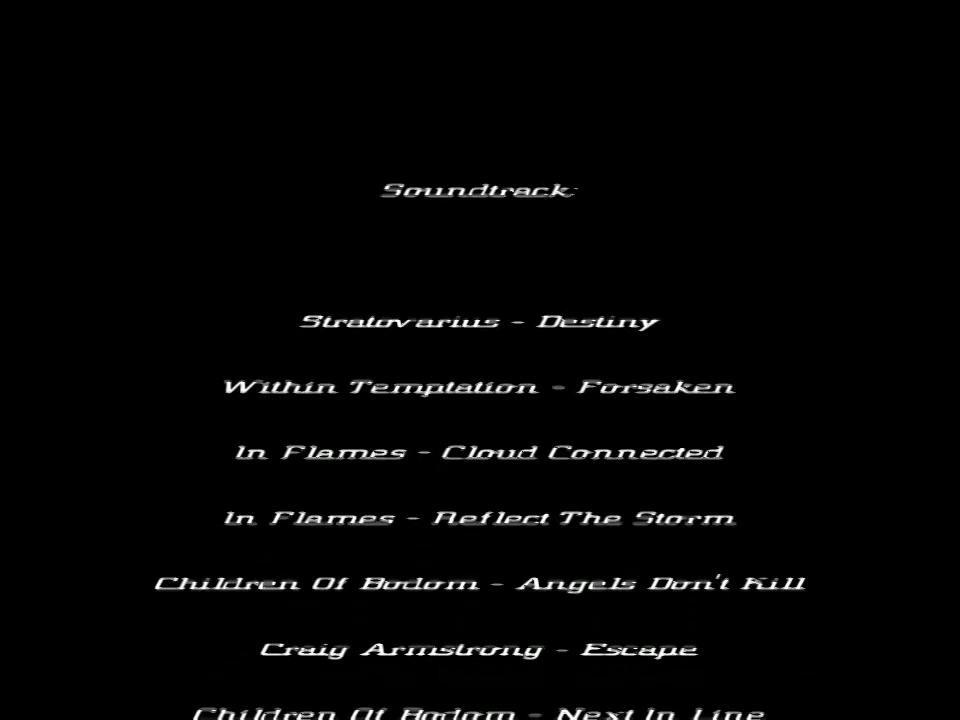 Soundtrack:
Stratovarius - Destiny
Within Temptation - Forsaken
In Flames - Cloud Connected
In Flames - Reflect The Storm
Children Of Bodom - Angels Don't Kill
Craig Armstrong - Escape
Children Of Bodom - Next In Line